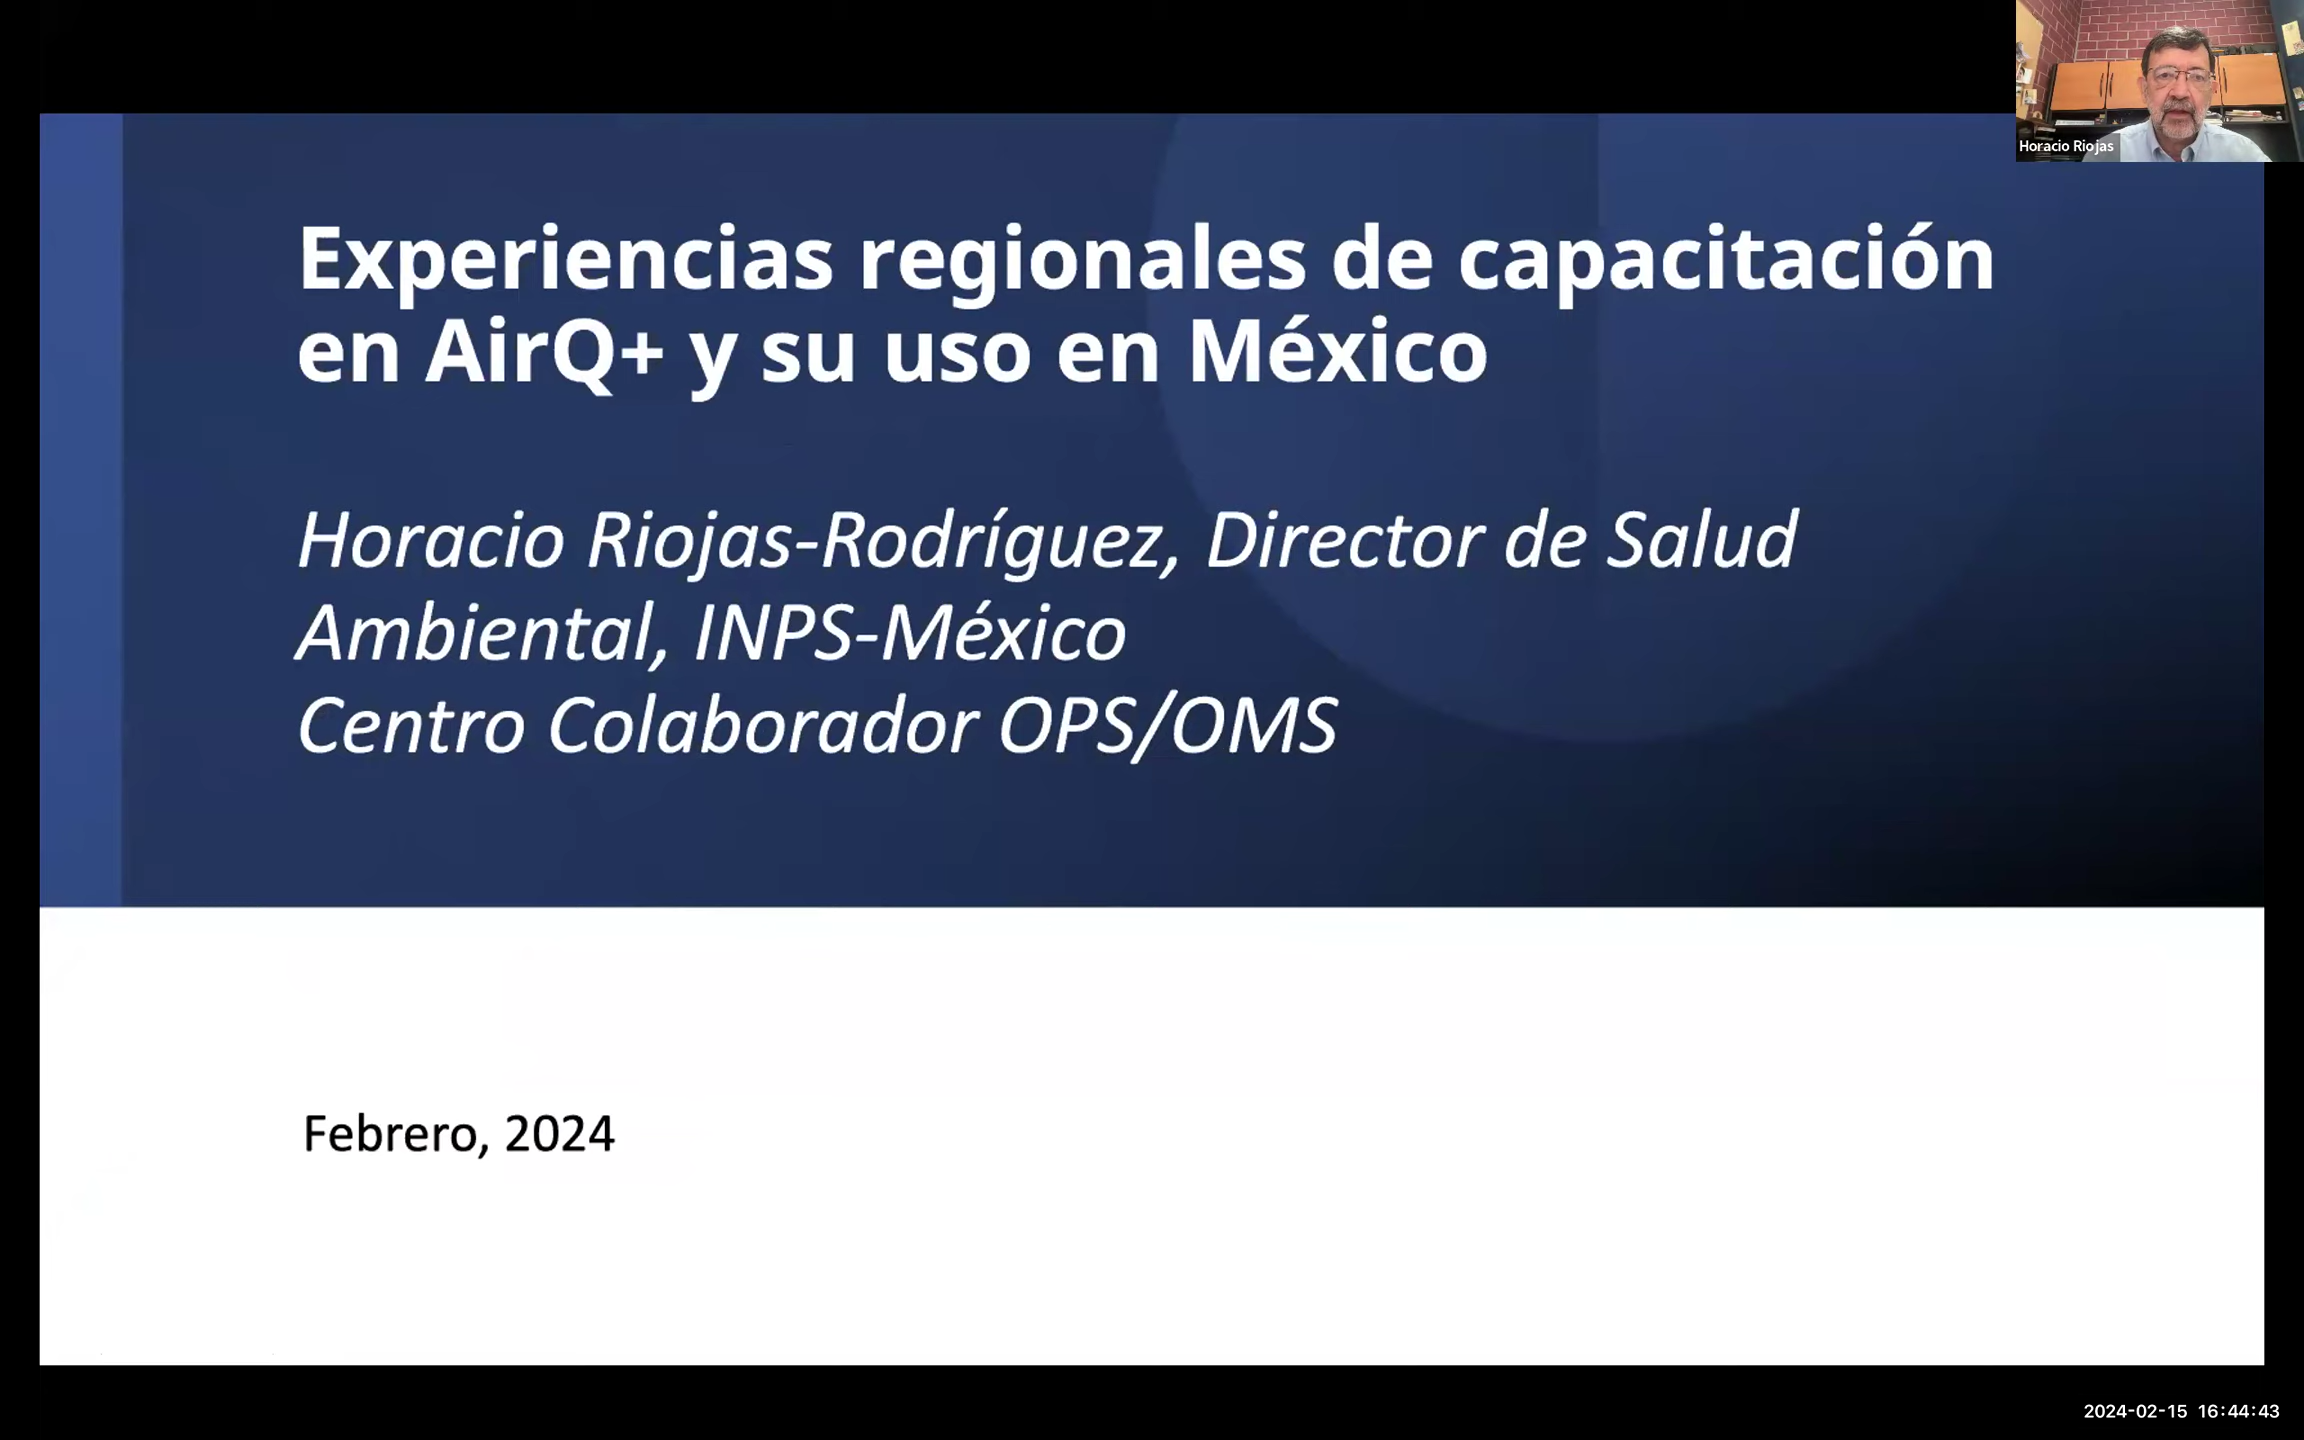 Horacio Riojas
Experiencias regionales de capacitación
en AirQ+ y su uso en México
Horacio Riojas-Rodríguez, Director de Salud
Ambiental, INPS-México
Centro Colaborador OPS/OMS
Febrero, 2024
2024-02-15 16:44:43